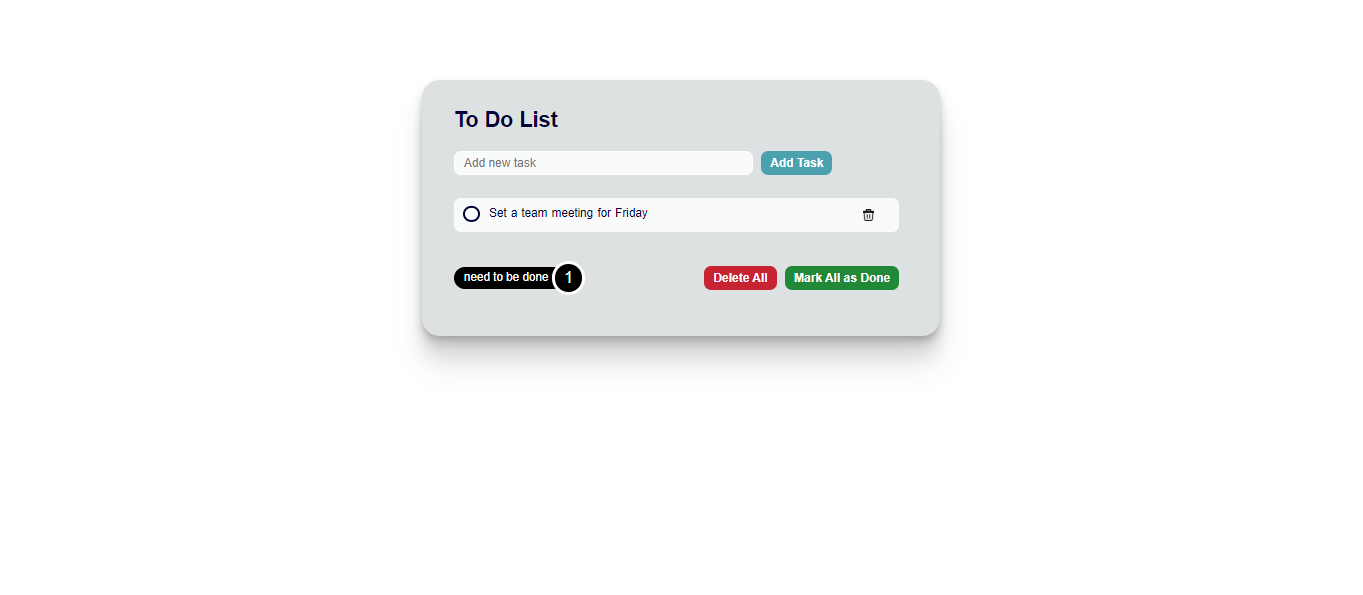 To Do List
Add new task Add Task
Set a team meeting for Friday
need to be done 1 Delete All Mark All as Done